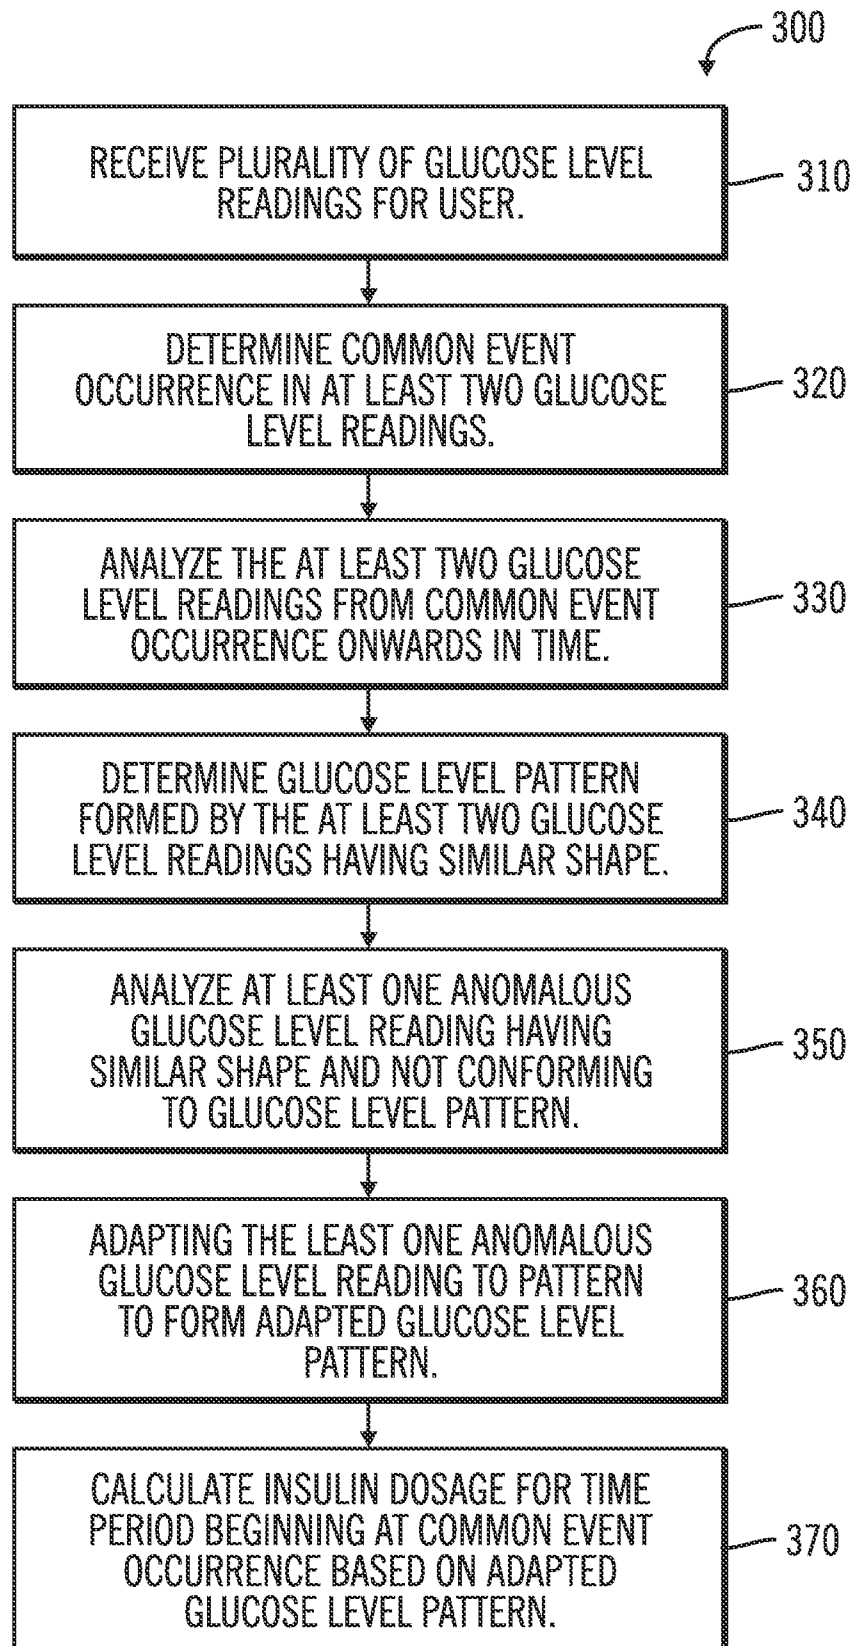 300
RECEIVE PLURALITY OF GLUCOSE LEVEL
READINGS FOR USER.
310
DETERMINE COMMON EVENT
OCCURRENCE IN AT LEAST TWO GLUCOSE
LEVEL READINGS.
320
ANALYZE THE AT LEAST TWO GLUCOSE
LEVEL READINGS FROM COMMON EVENT
OCCURRENCE ONWARDS IN TIME.
330
DETERMINE GLUCOSE LEVEL PATTERN
FORMED BY THE AT LEAST TWO GLUCOSE
LEVEL READINGS HAVING SIMILAR SHAPE.
340
ANALYZE AT LEAST ONE ANOMALOUS
GLUCOSE LEVEL READING HAVING
SIMILAR SHAPE AND NOT CONFORMING
TO GLUCOSE LEVEL PATTERN.
350
ADAPTING THE LEAST ONE ANOMALOUS
GLUCOSE LEVEL READING TO PATTERN
TO FORM ADAPTED GLUCOSE LEVEL
PATTERN.
360
CALCULATE INSULIN DOSAGE FOR TIME
PERIOD BEGINNING AT COMMON EVENT
OCCURRENCE BASED ON ADAPTED
GLUCOSE LEVEL PATTERN.
370